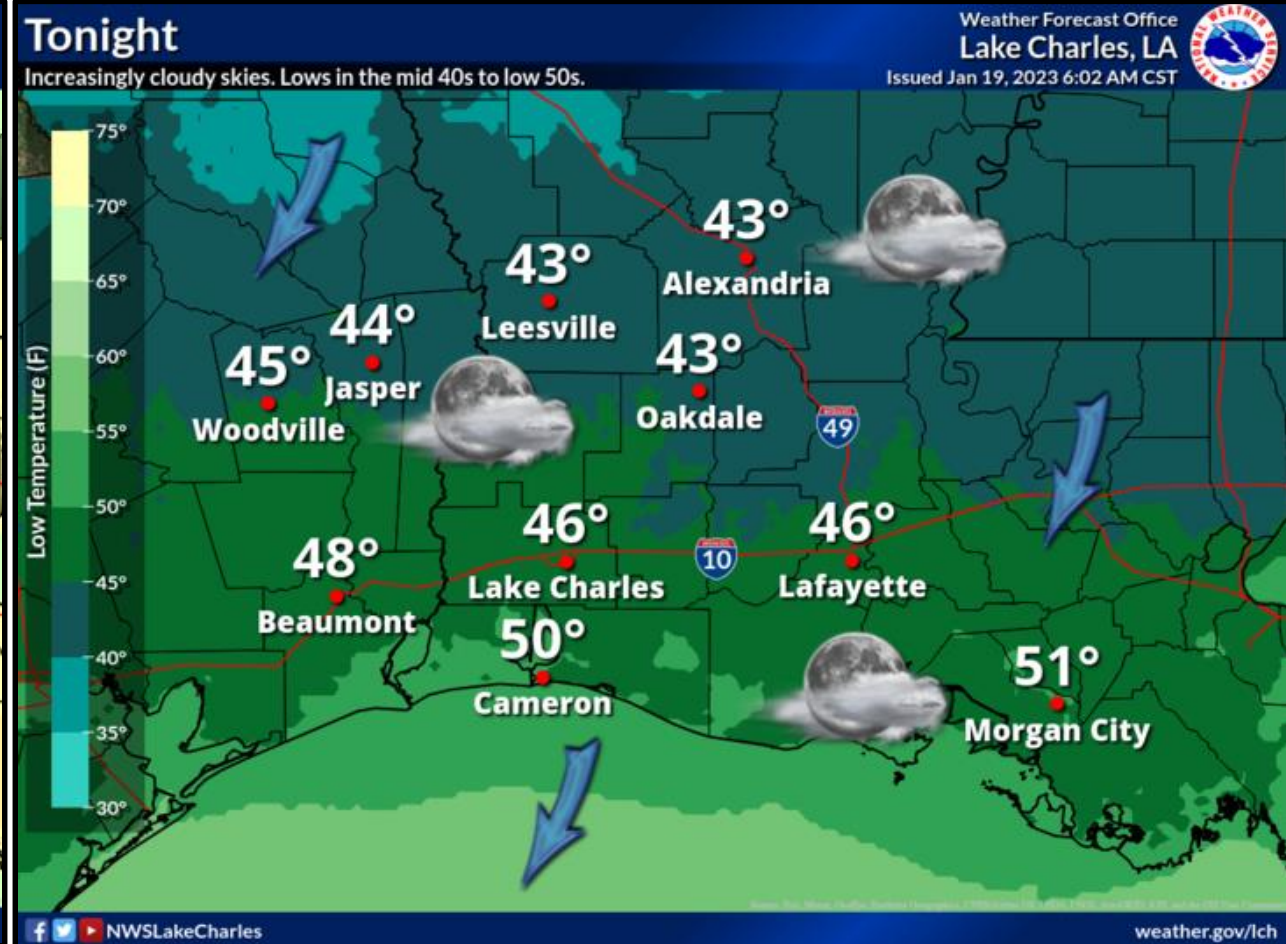 Tonight
Increasingly cloudy skies. Lows in the mid 40s to low 50s.
Weather Forecast Office
Lake Charles, LA
Issued Jan 19, 2023 6:02 AM CST
NATIONAL WEATHER SERVICE
Low Temperature (F)
75°
70°
65°
60°
55°
50°
45°
40°
35°
30°
43°
Alexandria
43°
Leesville
44°
Jasper
45°
Woodville
43°
Oakdale
49
46°
Lake Charles
10
46°
Lafayette
48°
Beaumont
50°
Cameron
51°
Morgan City
NWSLakeCharles
weather.gov/lch